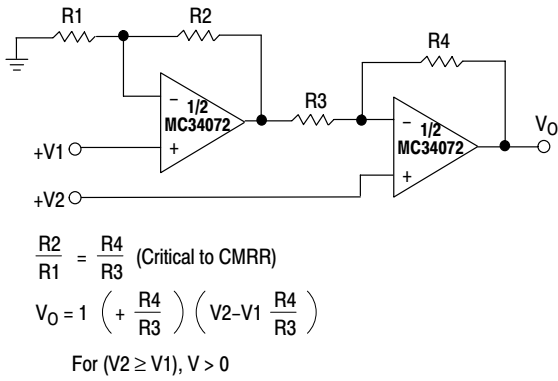 R1
R2
R4
R3
1/2
MC34072
1/2
MC34072
VO
–
+
–
+
+V1
+V2
R2/R1 = R4/R3 (Critical to CMRR)
VO = 1 (+ R4/R3) (V2–V1 R4/R3)
For (V2 ≥ V1), V > 0